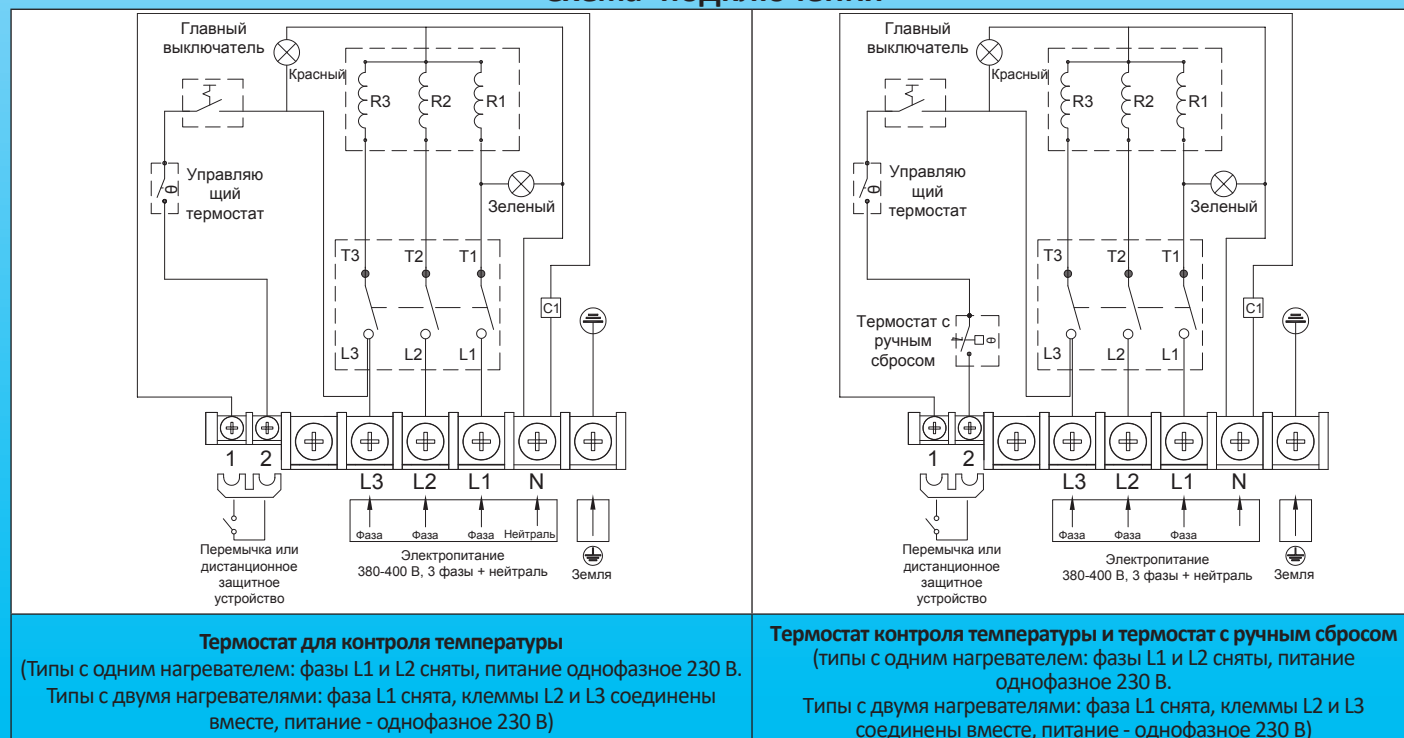 Главный
выключатель
Красный
R3 R2 R1
Управляю
щий
термостат
θ
Зеленый
T3 T2 T1
C1
L3 L2 L1
1 2
L3 L2 L1 N
Фаза Фаза Фаза Нейтраль
Перемычка или
дистанционное
защитное
устройство
Электропитание
380-400 В, 3 фазы + нейтраль
Земля
Термостат для контроля температуры
(Типы с одним нагревателем: фазы L1 и L2 сняты, питание однофазное 230 В.
Типы с двумя нагревателями: фаза L1 снята, клеммы L2 и L3 соединены
вместе, питание - однофазное 230 В)
Главный
выключатель
Красный
R3 R2 R1
Управляю
щий
термостат
θ
Зеленый
T3 T2 T1
C1
Термостат с
ручным
сбросом
θ
L3 L2 L1
1 2
L3 L2 L1 N
Фаза Фаза Фаза
Перемычка или
дистанционное
защитное
устройство
Электропитание
380-400 В, 3 фазы + нейтраль
Земля
Термостат контроля температуры и термостат с ручным сбросом
(типы с одним нагревателем: фазы L1 и L2 сняты, питание
однофазное 230 В.
Типы с двумя нагревателями: фаза L1 снята, клеммы L2 и L3
соединены вместе, питание - однофазное 230 В)